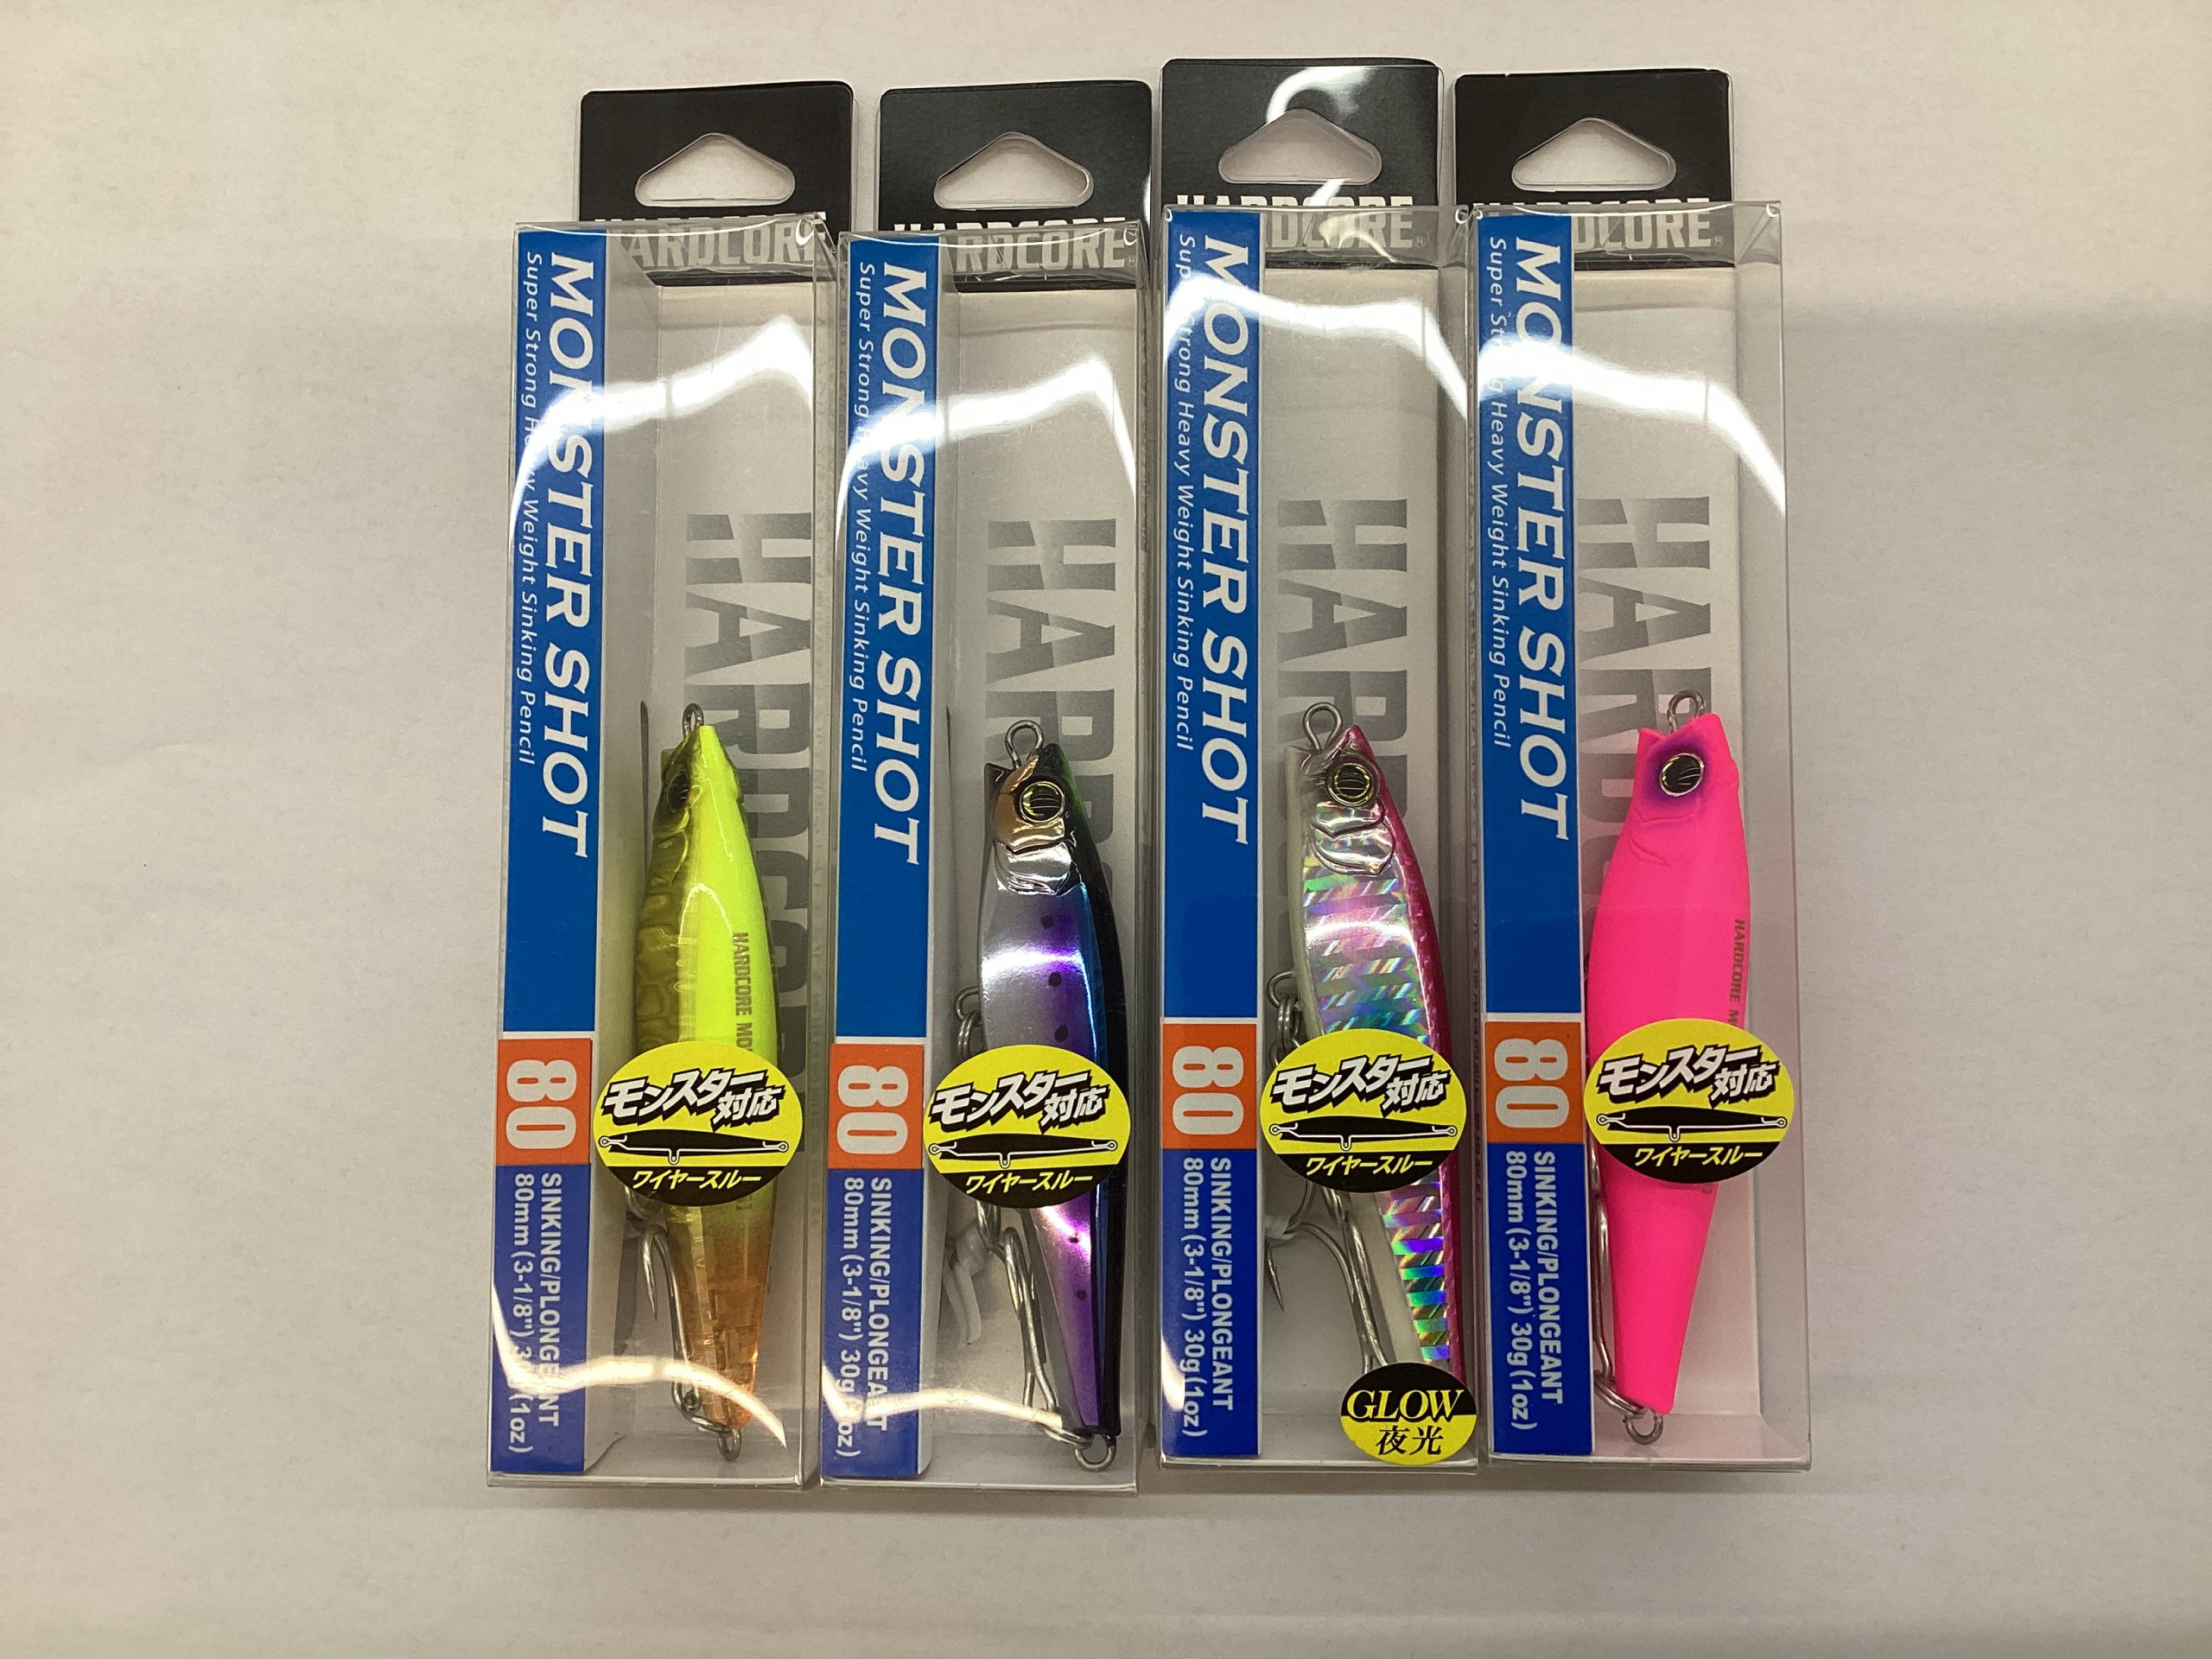 HARDCORE
MONSTER SHOT
Super Strong Heavy Weight Sinking Pencil
HARDCORE
80
SINKING/PLONGEANT
80mm (3-1/8") 30g (1oz)
HARDCORE
モンスター対応
ワイヤースルー
HARDCORE
MONSTER SHOT
Super Strong Heavy Weight Sinking Pencil
HARDCORE
80
SINKING/PLONGEANT
80mm (3-1/8") 30g (1oz)
モンスター対応
ワイヤースルー
HARDCORE
MONSTER SHOT
Super Strong Heavy Weight Sinking Pencil
80
SINKING/PLONGEANT
80mm (3-1/8") 30g (1oz)
モンスター対応
ワイヤースルー
GLOW
夜光
HARDCORE
MONSTER SHOT
Super Strong Heavy Weight Sinking Pencil
80
SINKING/PLONGEANT
80mm (3-1/8") 30g (1oz)
HARDCORE
モンスター対応
ワイヤースルー